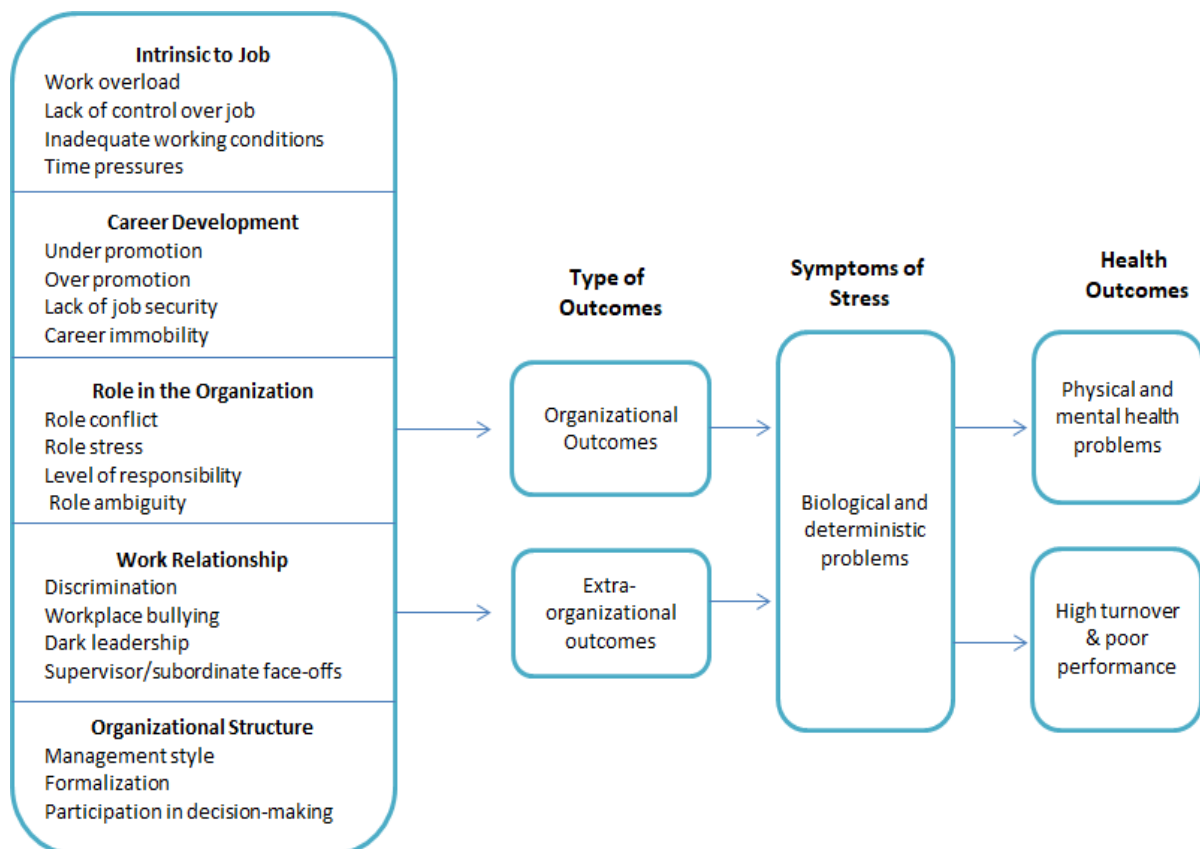 Intrinsic to Job
Work overload
Lack of control over job
Inadequate working conditions
Time pressures
Career Development
Under promotion
Over promotion
Lack of job security
Career immobility
Role in the Organization
Role conflict
Role stress
Level of responsibility
Role ambiguity
Work Relationship
Discrimination
Workplace bullying
Dark leadership
Supervisor/subordinate face-offs
Organizational Structure
Management style
Formalization
Participation in decision-making
Type of
Outcomes
Organizational
Outcomes
Extra-
organizational
outcomes
Symptoms of
Stress
Biological and
deterministic
problems
Health
Outcomes
Physical and
mental health
problems
High turnover
& poor
performance